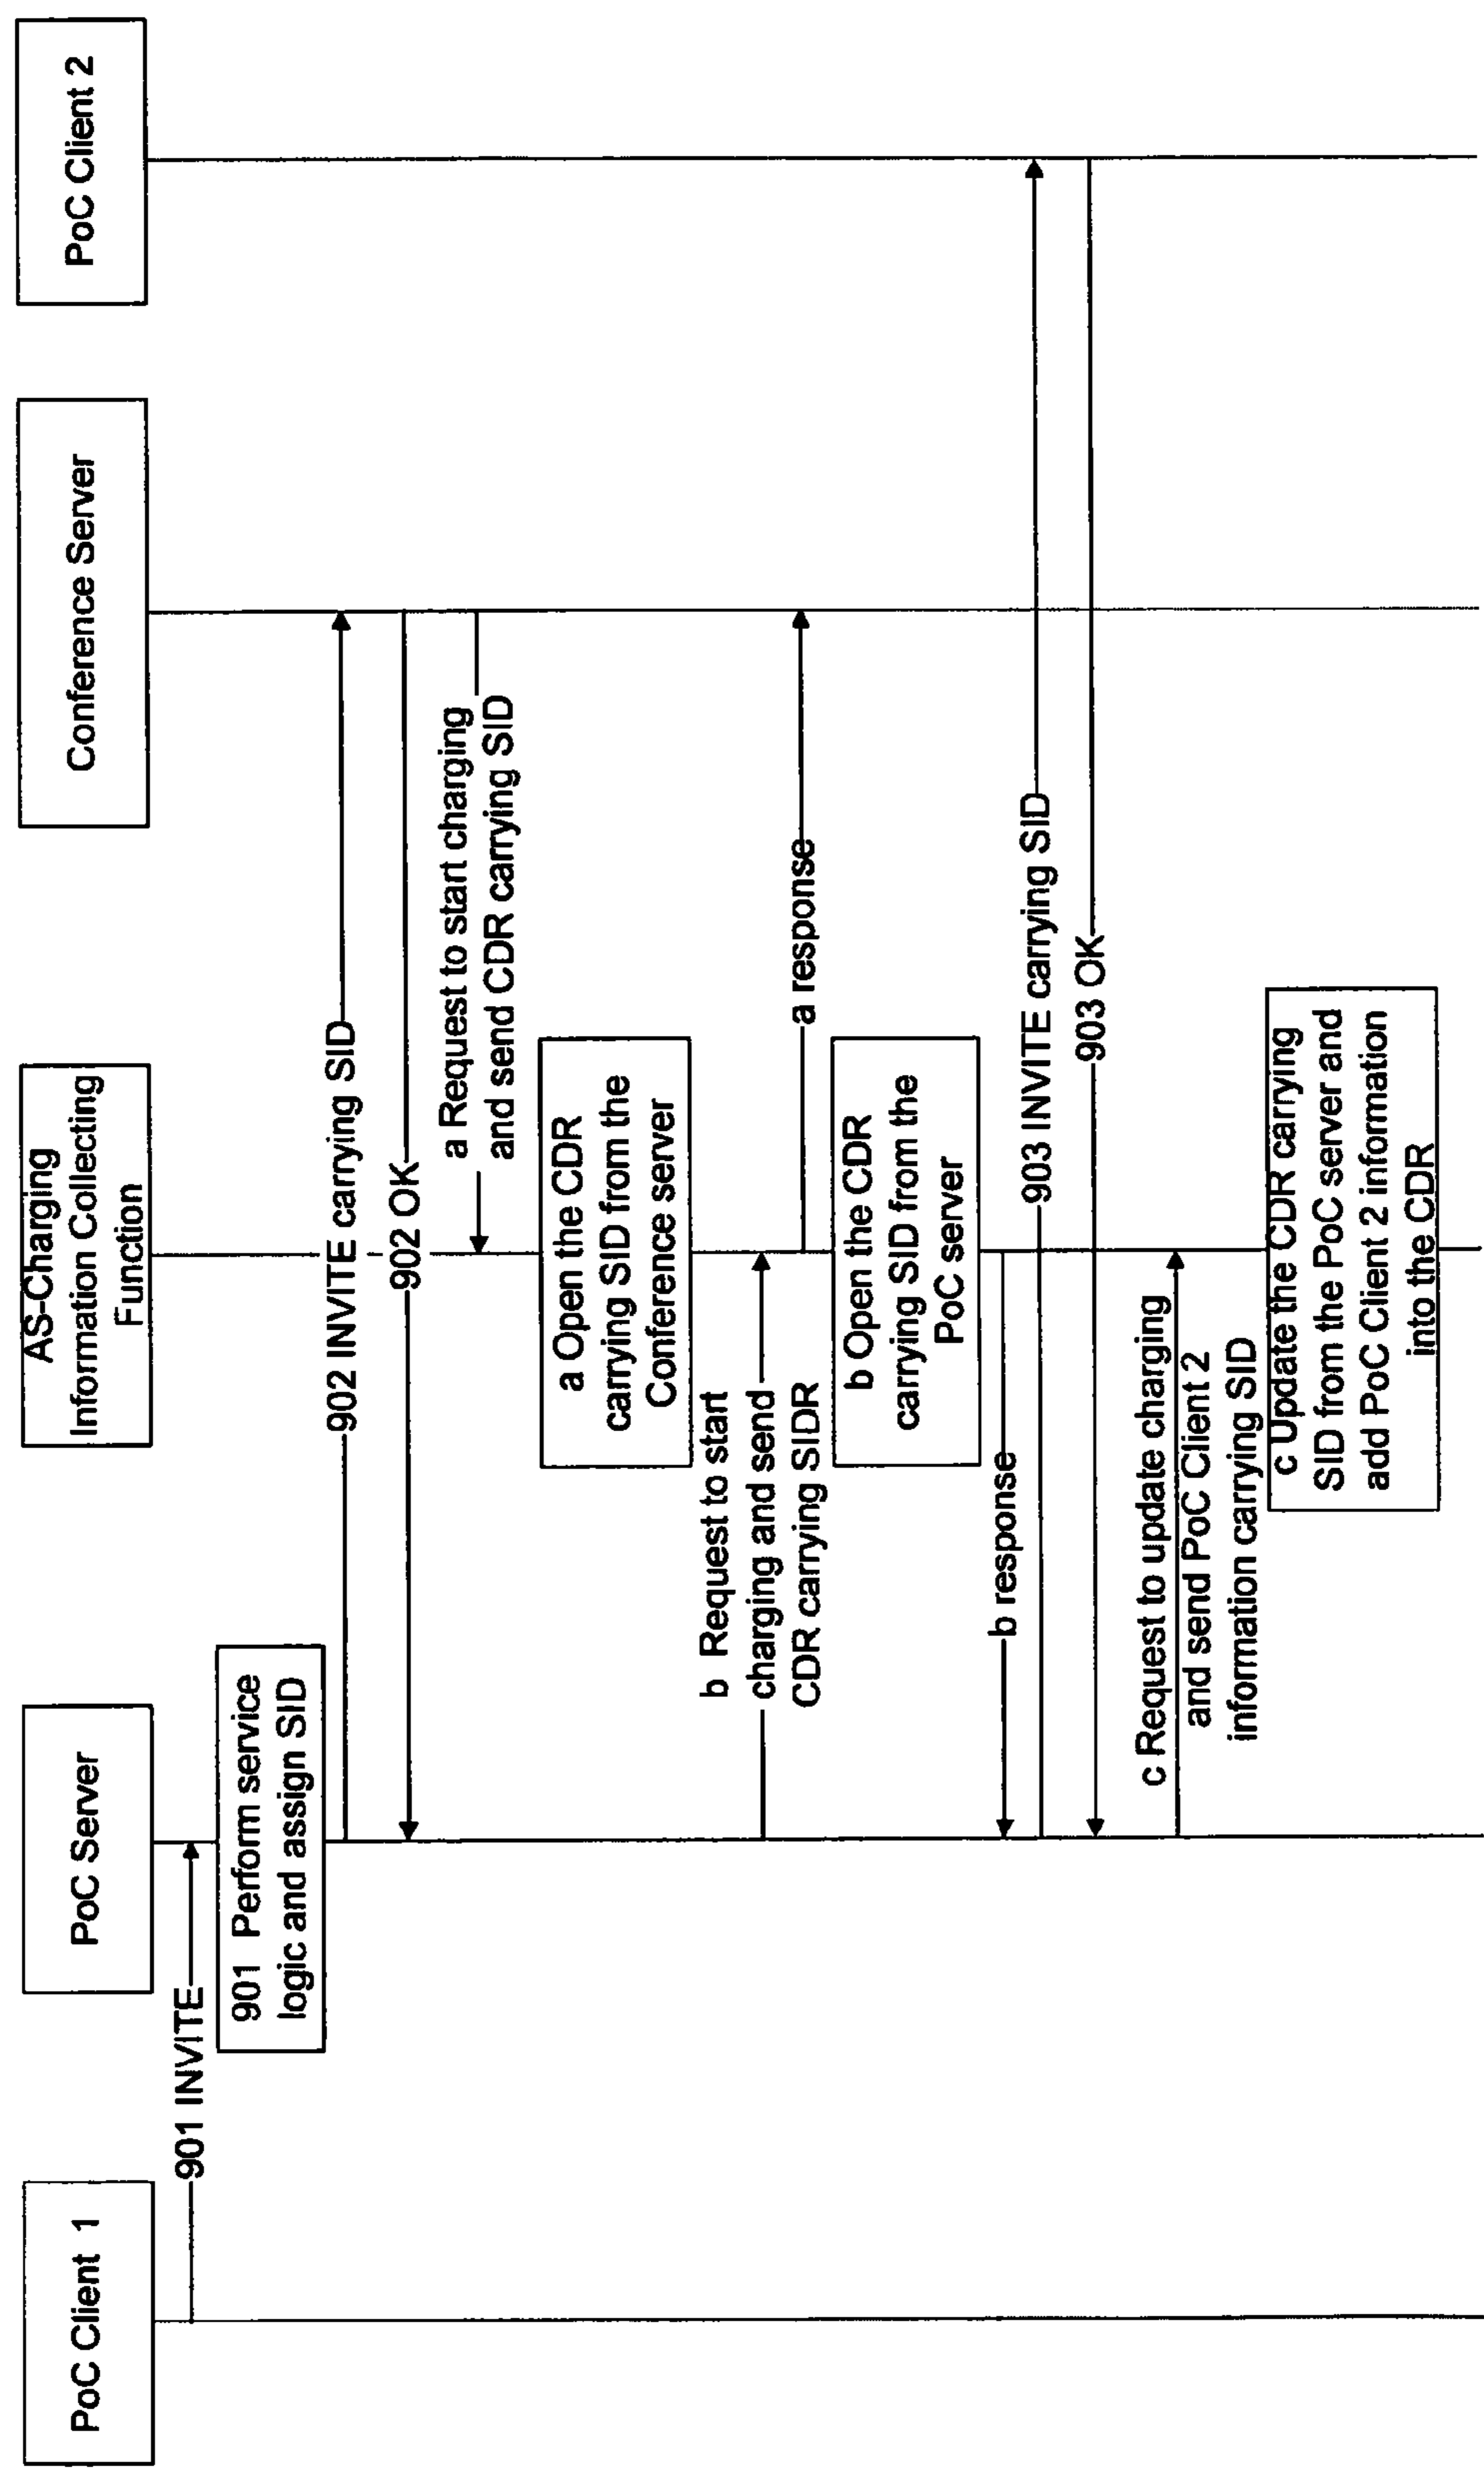 PoC Client 1
PoC Server
AS-Charging
Information Collecting
Function
Conference Server
PoC Client 2
901 INVITE
901 Perform service
logic and assign SID
902 INVITE carrying SID
902 OK
a Request to start charging
and send CDR carrying SID
a Open the CDR
carrying SID from the
Conference server
b Request to start
charging and send
CDR carrying SIDR
a response
b Open the CDR
carrying SID from the
PoC server
b response
903 INVITE carrying SID
903 OK
c Request to update charging
and send PoC Client 2
information carrying SID
c Update the CDR carrying
SID from the PoC server and
add PoC Client 2 information
into the CDR